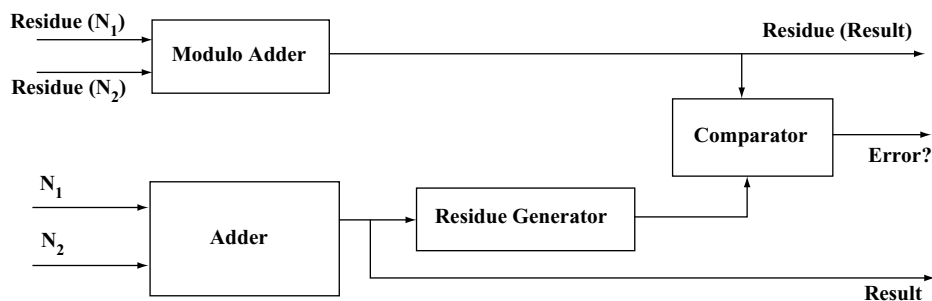 Residue (N1)
Modulo Adder
Residue (Result)
Residue (N2)
Comparator
Error?
N1
Residue Generator
Adder
N2
Result